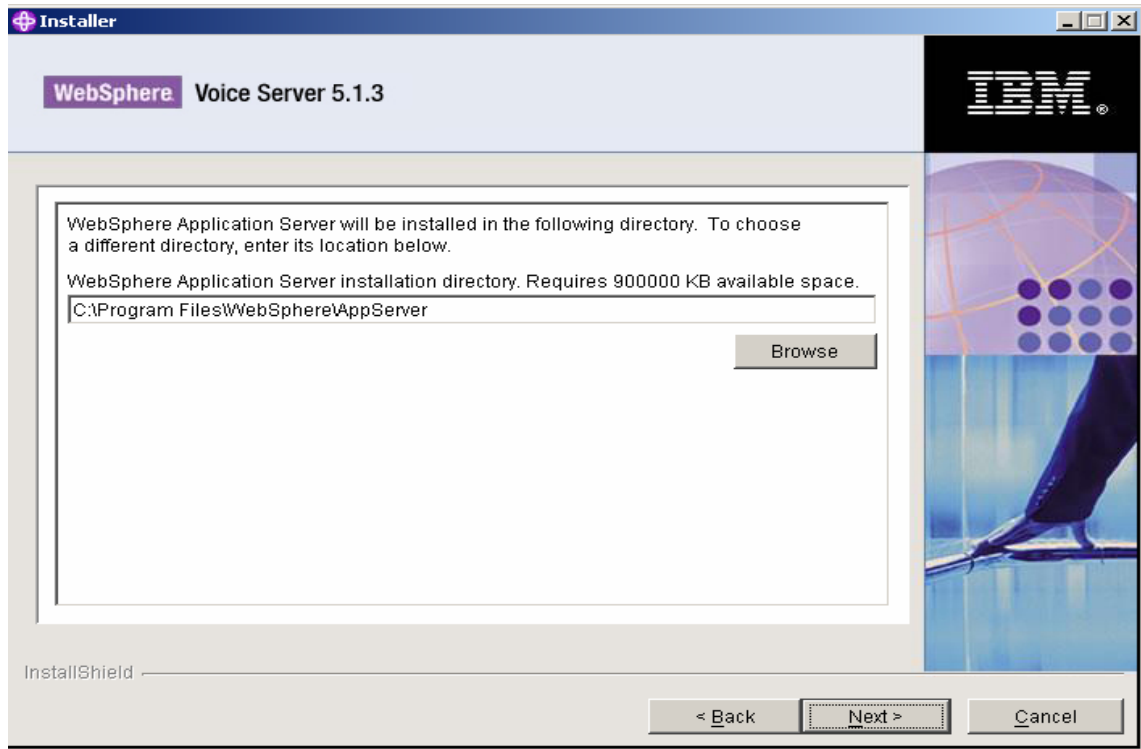 Installer
WebSphere. Voice Server 5.1.3
IBM®
WebSphere Application Server will be installed in the following directory. To choose
a different directory, enter its location below.
WebSphere Application Server installation directory. Requires 900000 KB available space.
C:\Program Files\WebSphere\AppServer
Browse
InstallShield
< Back
Next >
Cancel